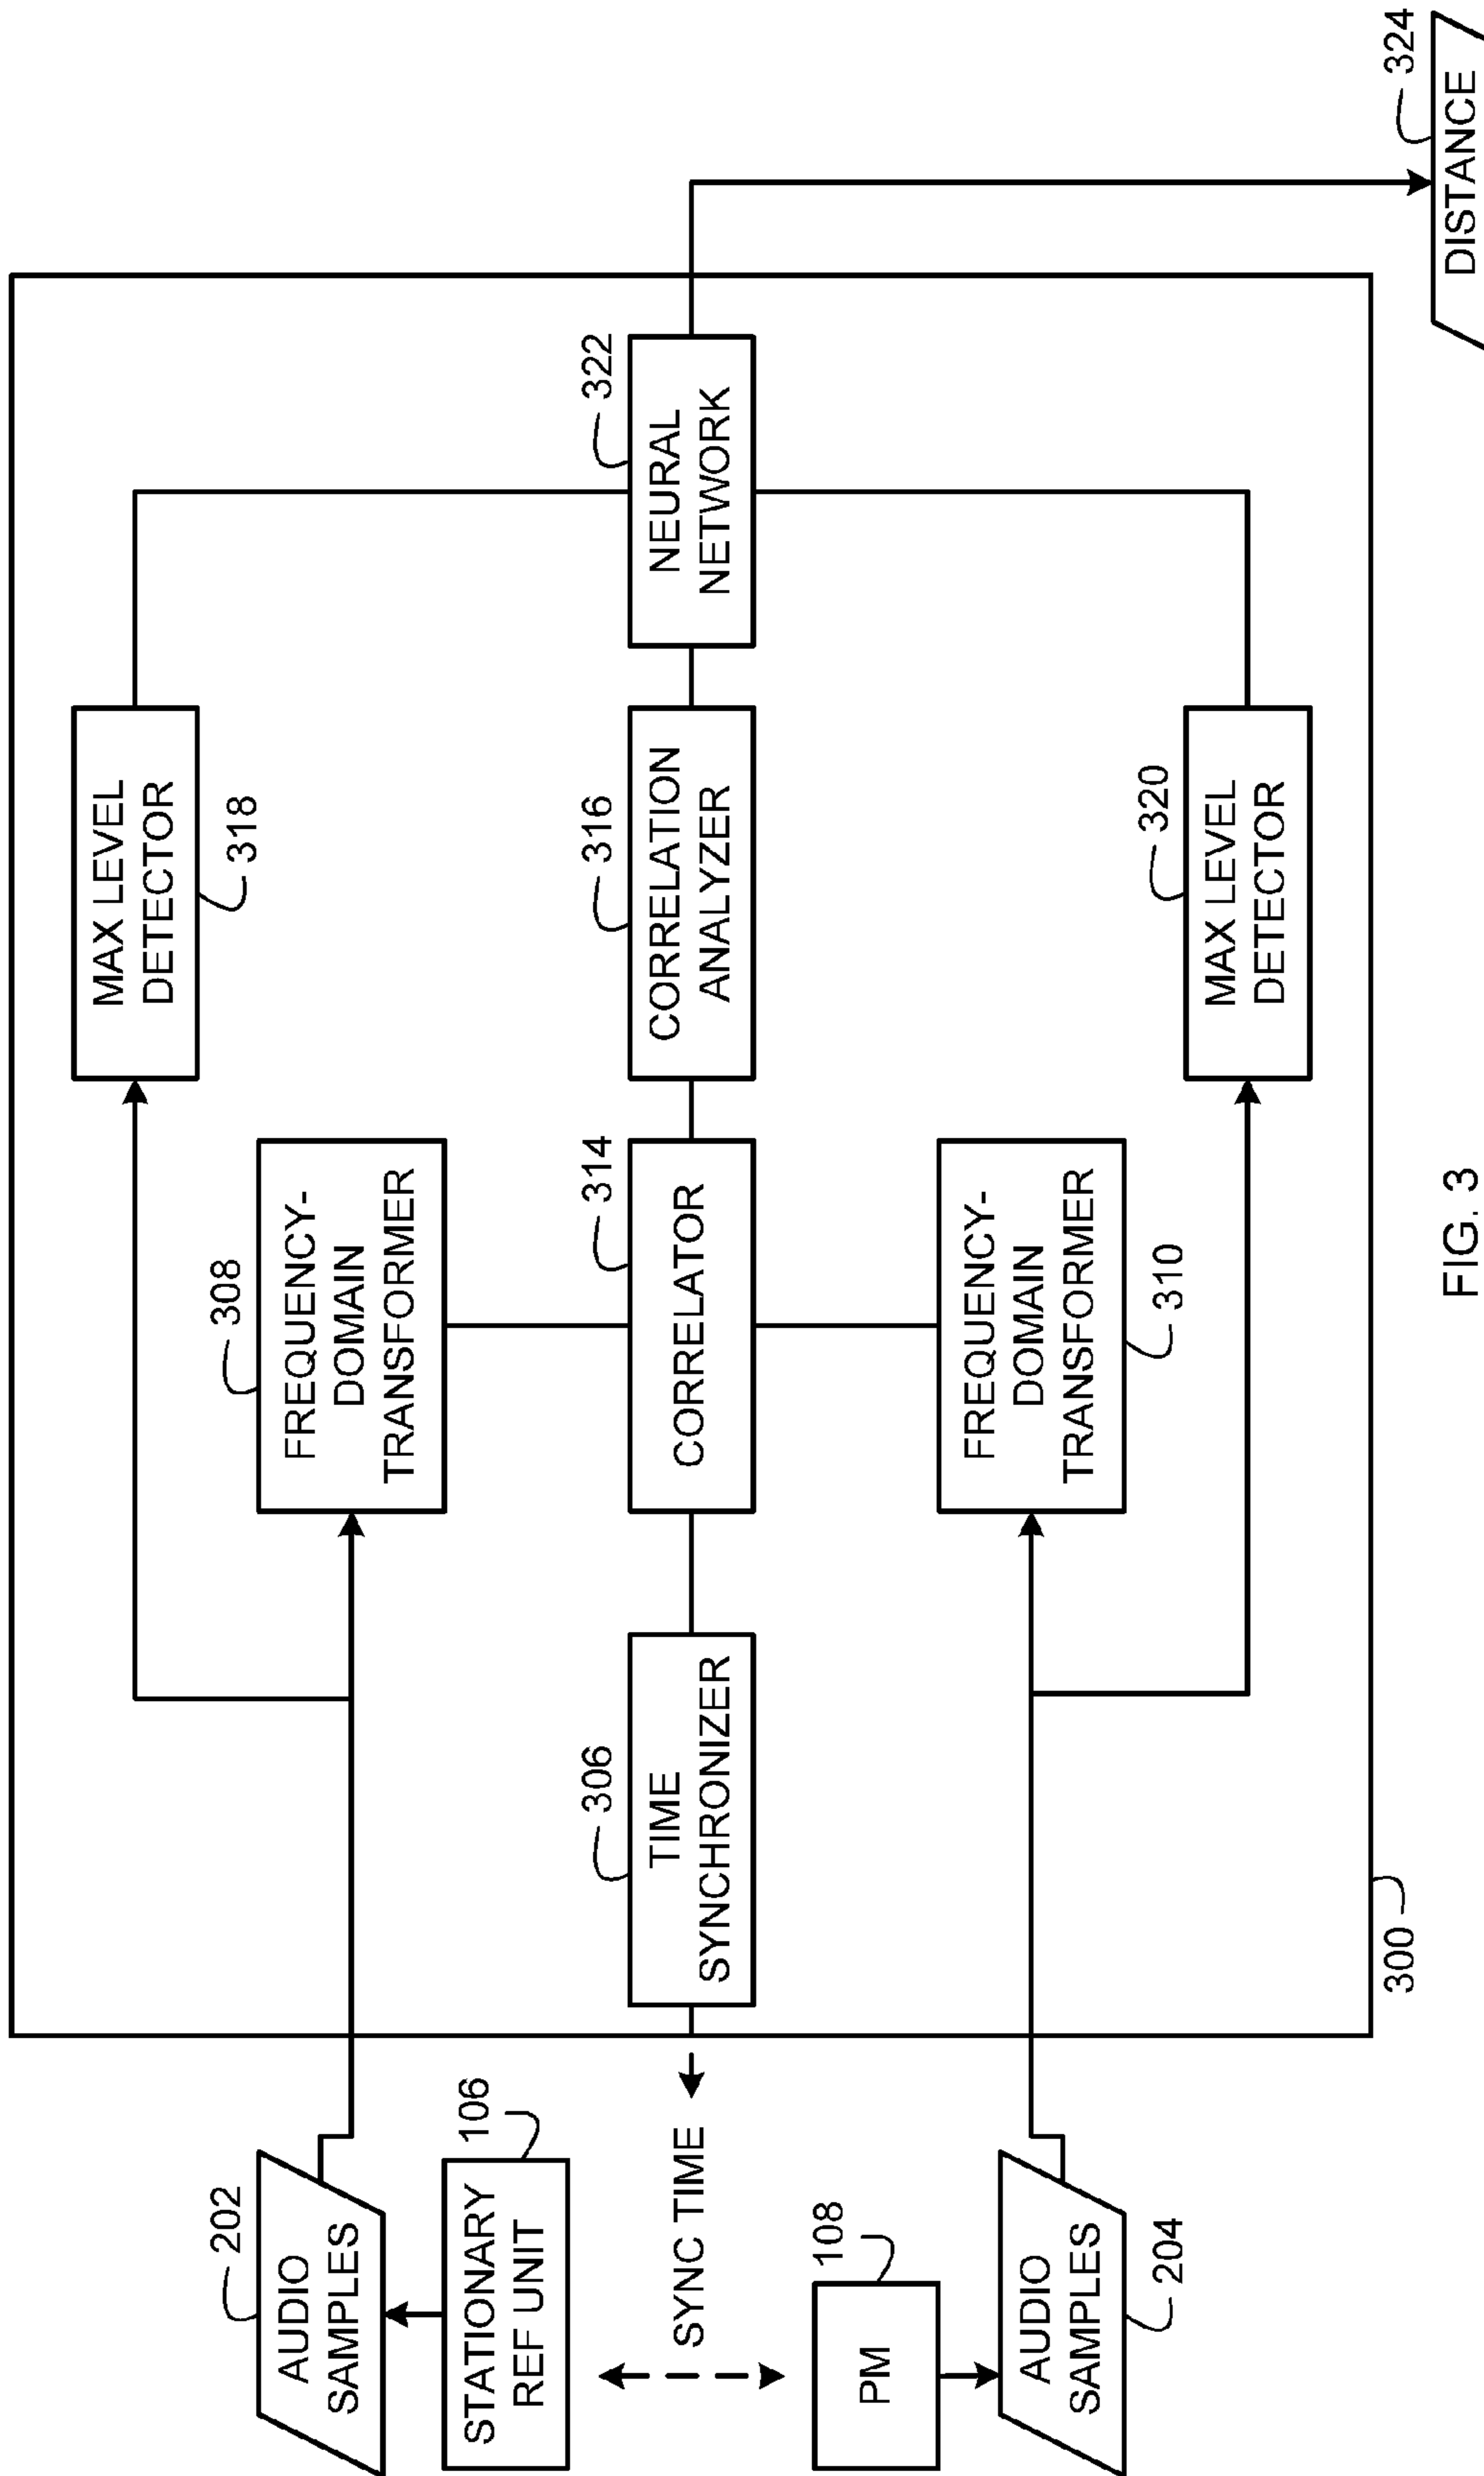 202
AUDIO
SAMPLES
106
STATIONARY
REF UNIT
SYNC TIME
108
PM
AUDIO
SAMPLES
204
306
TIME
SYNCHRONIZER
308
FREQUENCY-
DOMAIN
TRANSFORMER
314
CORRELATOR
FREQUENCY-
DOMAIN
TRANSFORMER
310
MAX LEVEL
DETECTOR
318
316
CORRELATION
ANALYZER
320
MAX LEVEL
DETECTOR
322
NEURAL
NETWORK
300
324
DISTANCE
FIG. 3